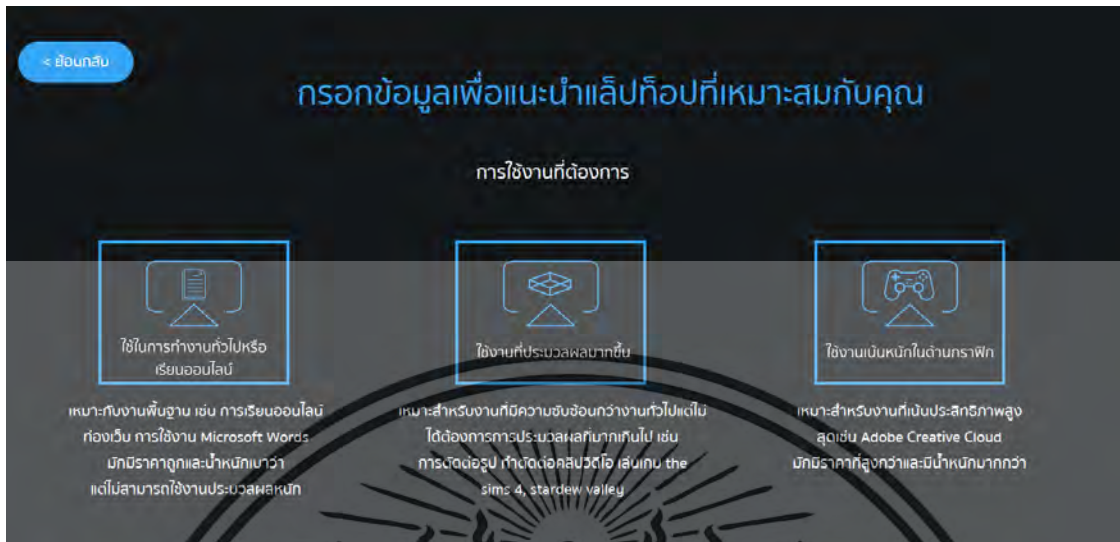 < ย้อนกลับ
กรอกข้อมูลเพื่อแนะนำแล็ปท็อปที่เหมาะสมกับคุณ
การใช้งานที่ต้องการ
ใช้ในการทำงานทั่วไปหรือ
เรียนออนไลน์
เหมาะกับงานพื้นฐาน เช่น การเรียนออนไลน์
ท่องเว็บ การใช้งาน Microsoft Words
มักมีราคาถูกและน้ำหนักเบาว่า
แต่ไม่สามารถใช้งานประมวลผลหนัก
ใช้งานที่ประมวลผลมากขึ้น
เหมาะสำหรับงานที่มีความซับซ้อนกว่างานทั่วไปแต่ไม่
ได้ต้องการการประมวลผลที่มากเกินไป เช่น
การตัดต่อรูป ทำตัดต่อคลิปวิดีโอ เล่นเกม the
sims 4, stardew valley
ใช้งานเน้นหนักในด้านกราฟิก
เหมาะสำหรับงานที่เน้นประสิทธิภาพสูง
สุดเช่น Adobe Creative Cloud
มักมีราคาที่สูงกว่าและมีน้ำหนักมากกว่า